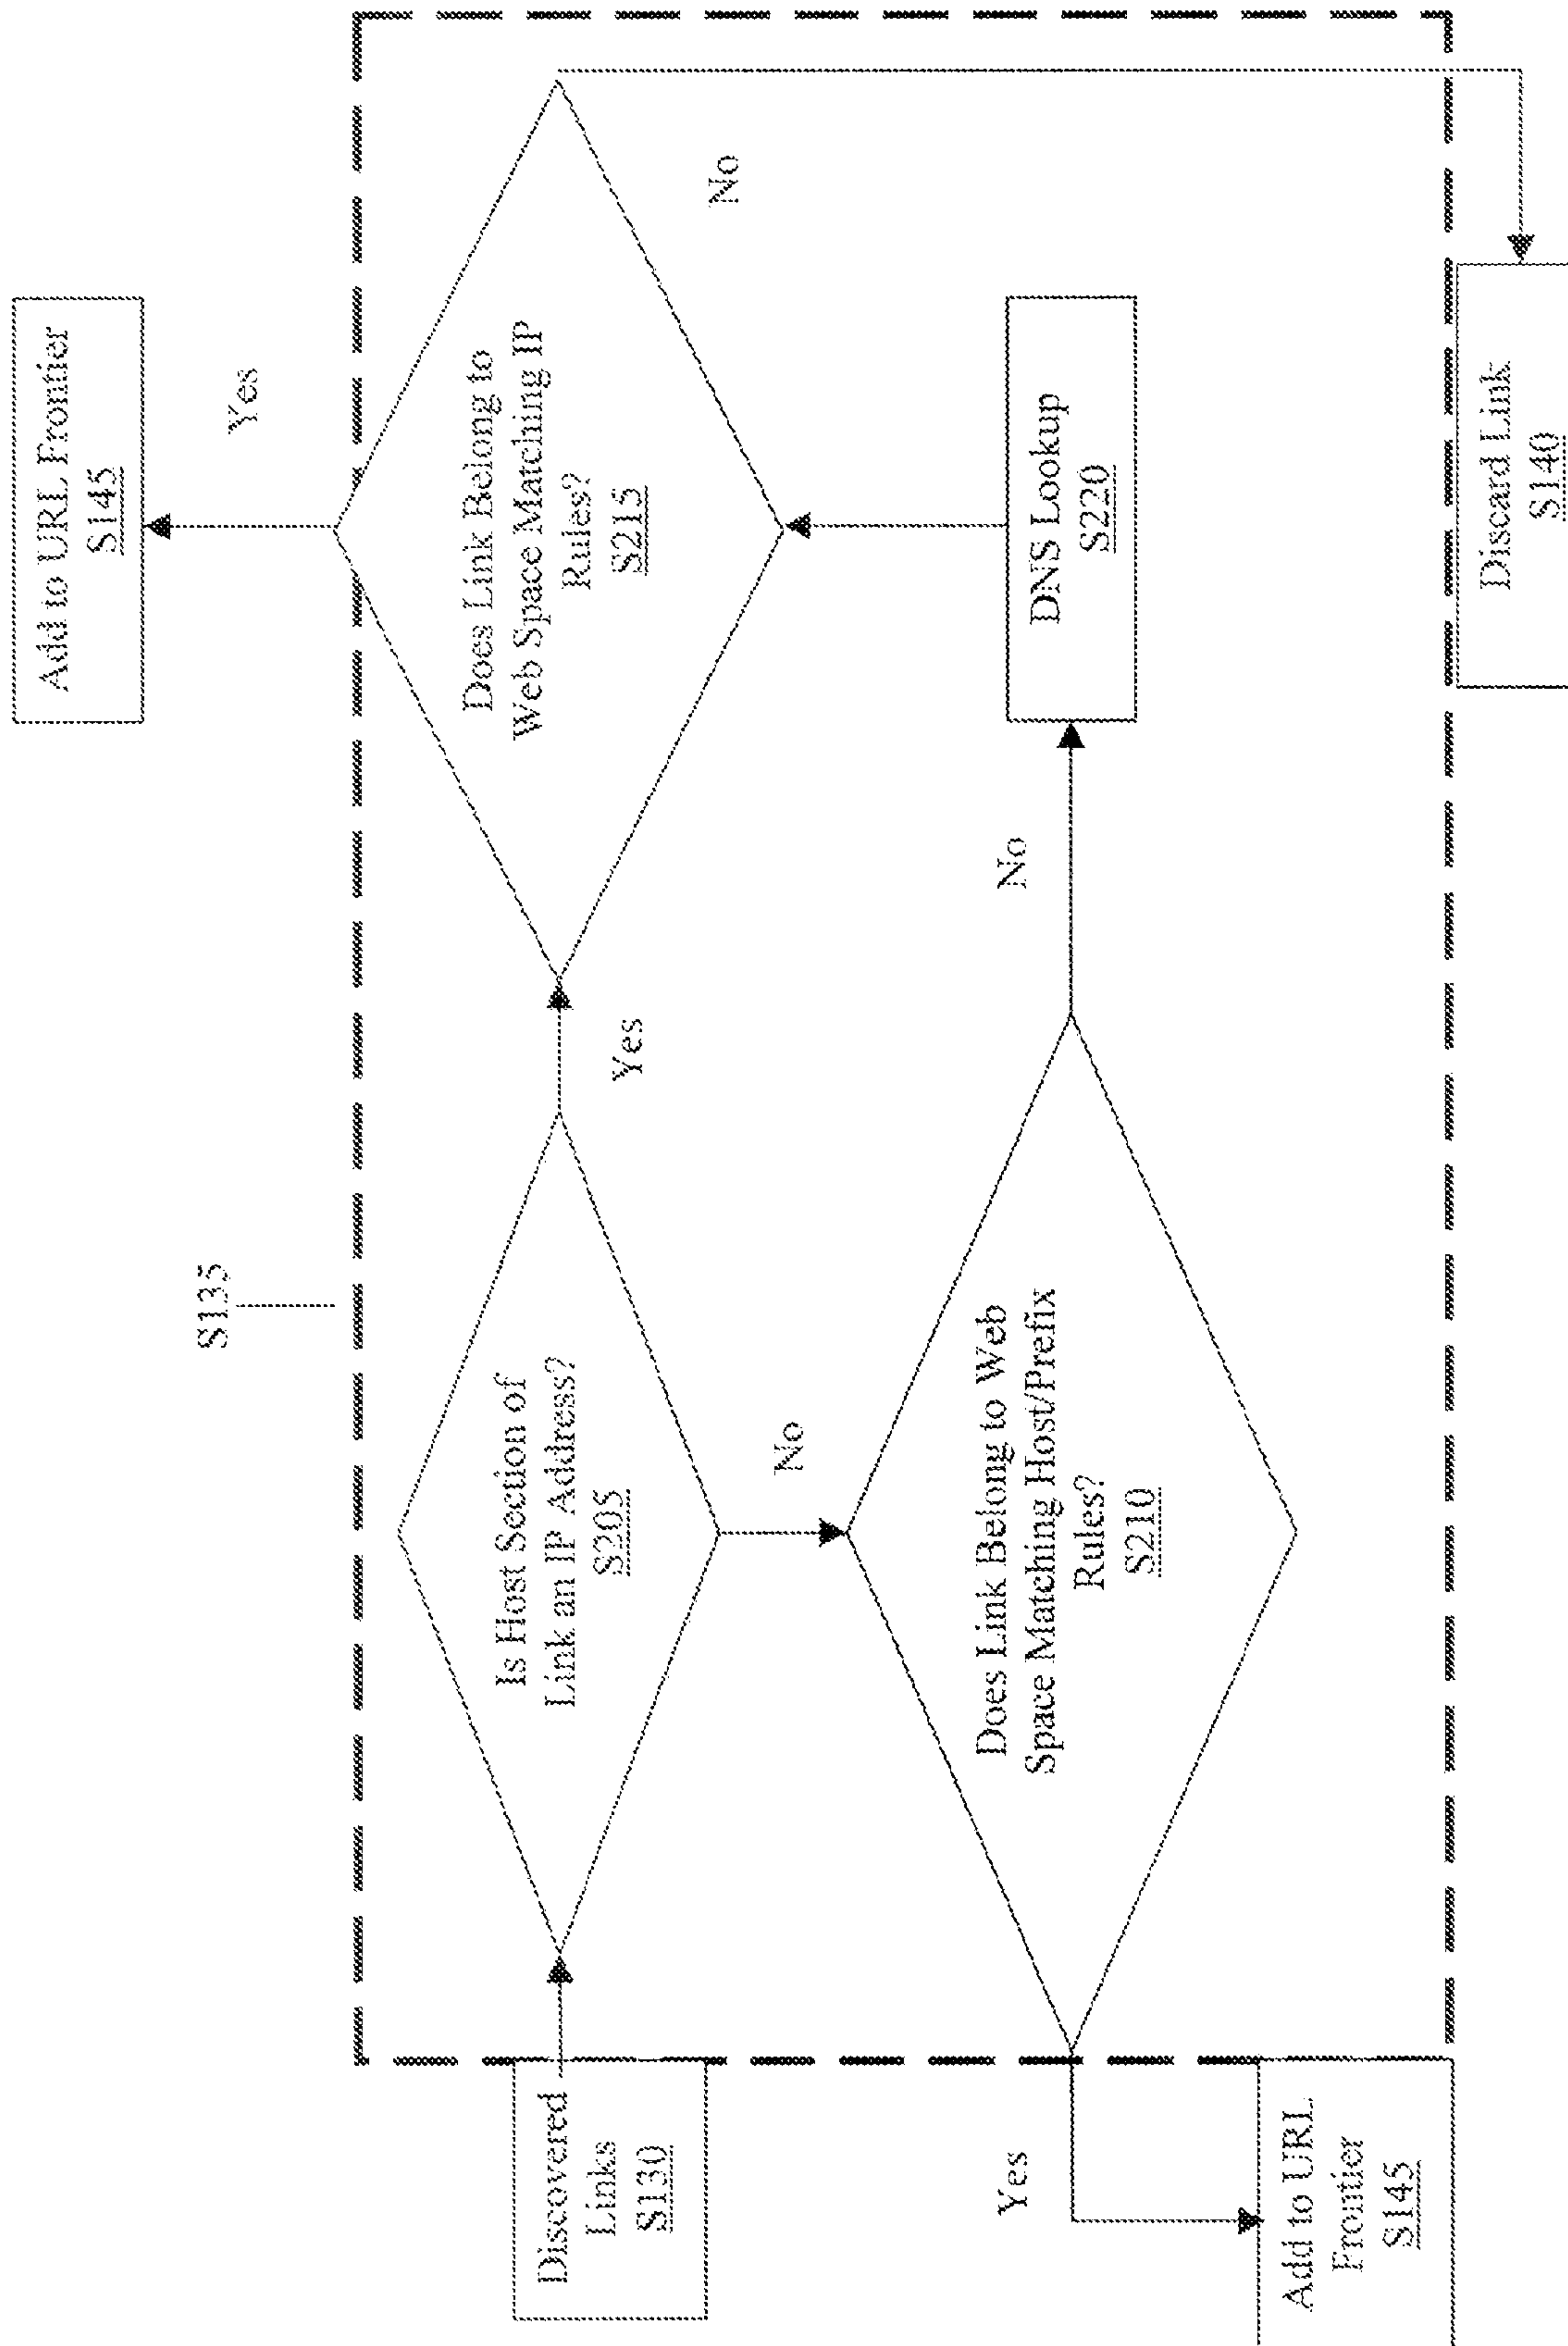 S135
Discovered
Links
S130
Is Host Section of
Link an IP Address?
S205
Yes
No
Does Link Belong to
Web Space Matching IP
Rules?
S215
Yes
Add to URL Frontier
S145
No
Does Link Belong to Web
Space Matching Host/Prefix
Rules?
S210
No
DNS Lookup
S220
Yes
Add to URL
Frontier
S145
Discard Link
S140